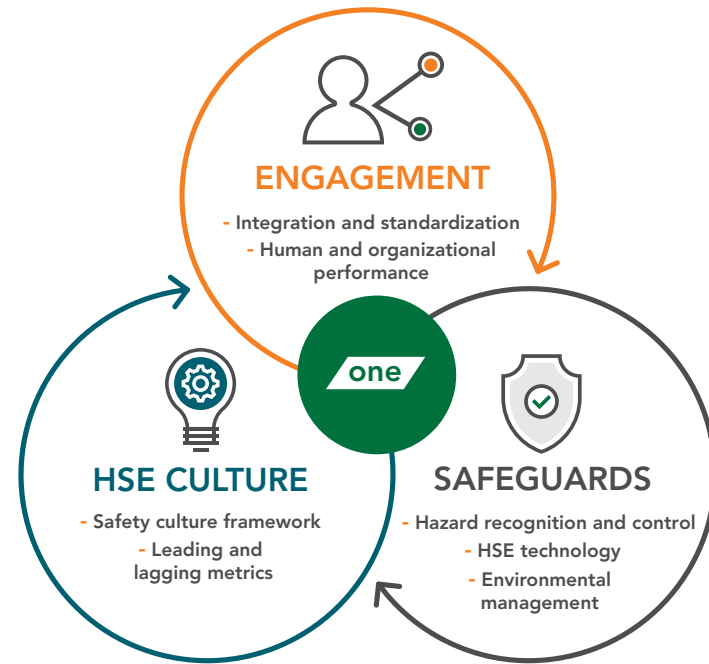 ENGAGEMENT
- Integration and standardization
- Human and organizational
performance
one
HSE CULTURE
- Safety culture framework
- Leading and
lagging metrics
SAFEGUARDS
- Hazard recognition and control
- HSE technology
- Environmental
management